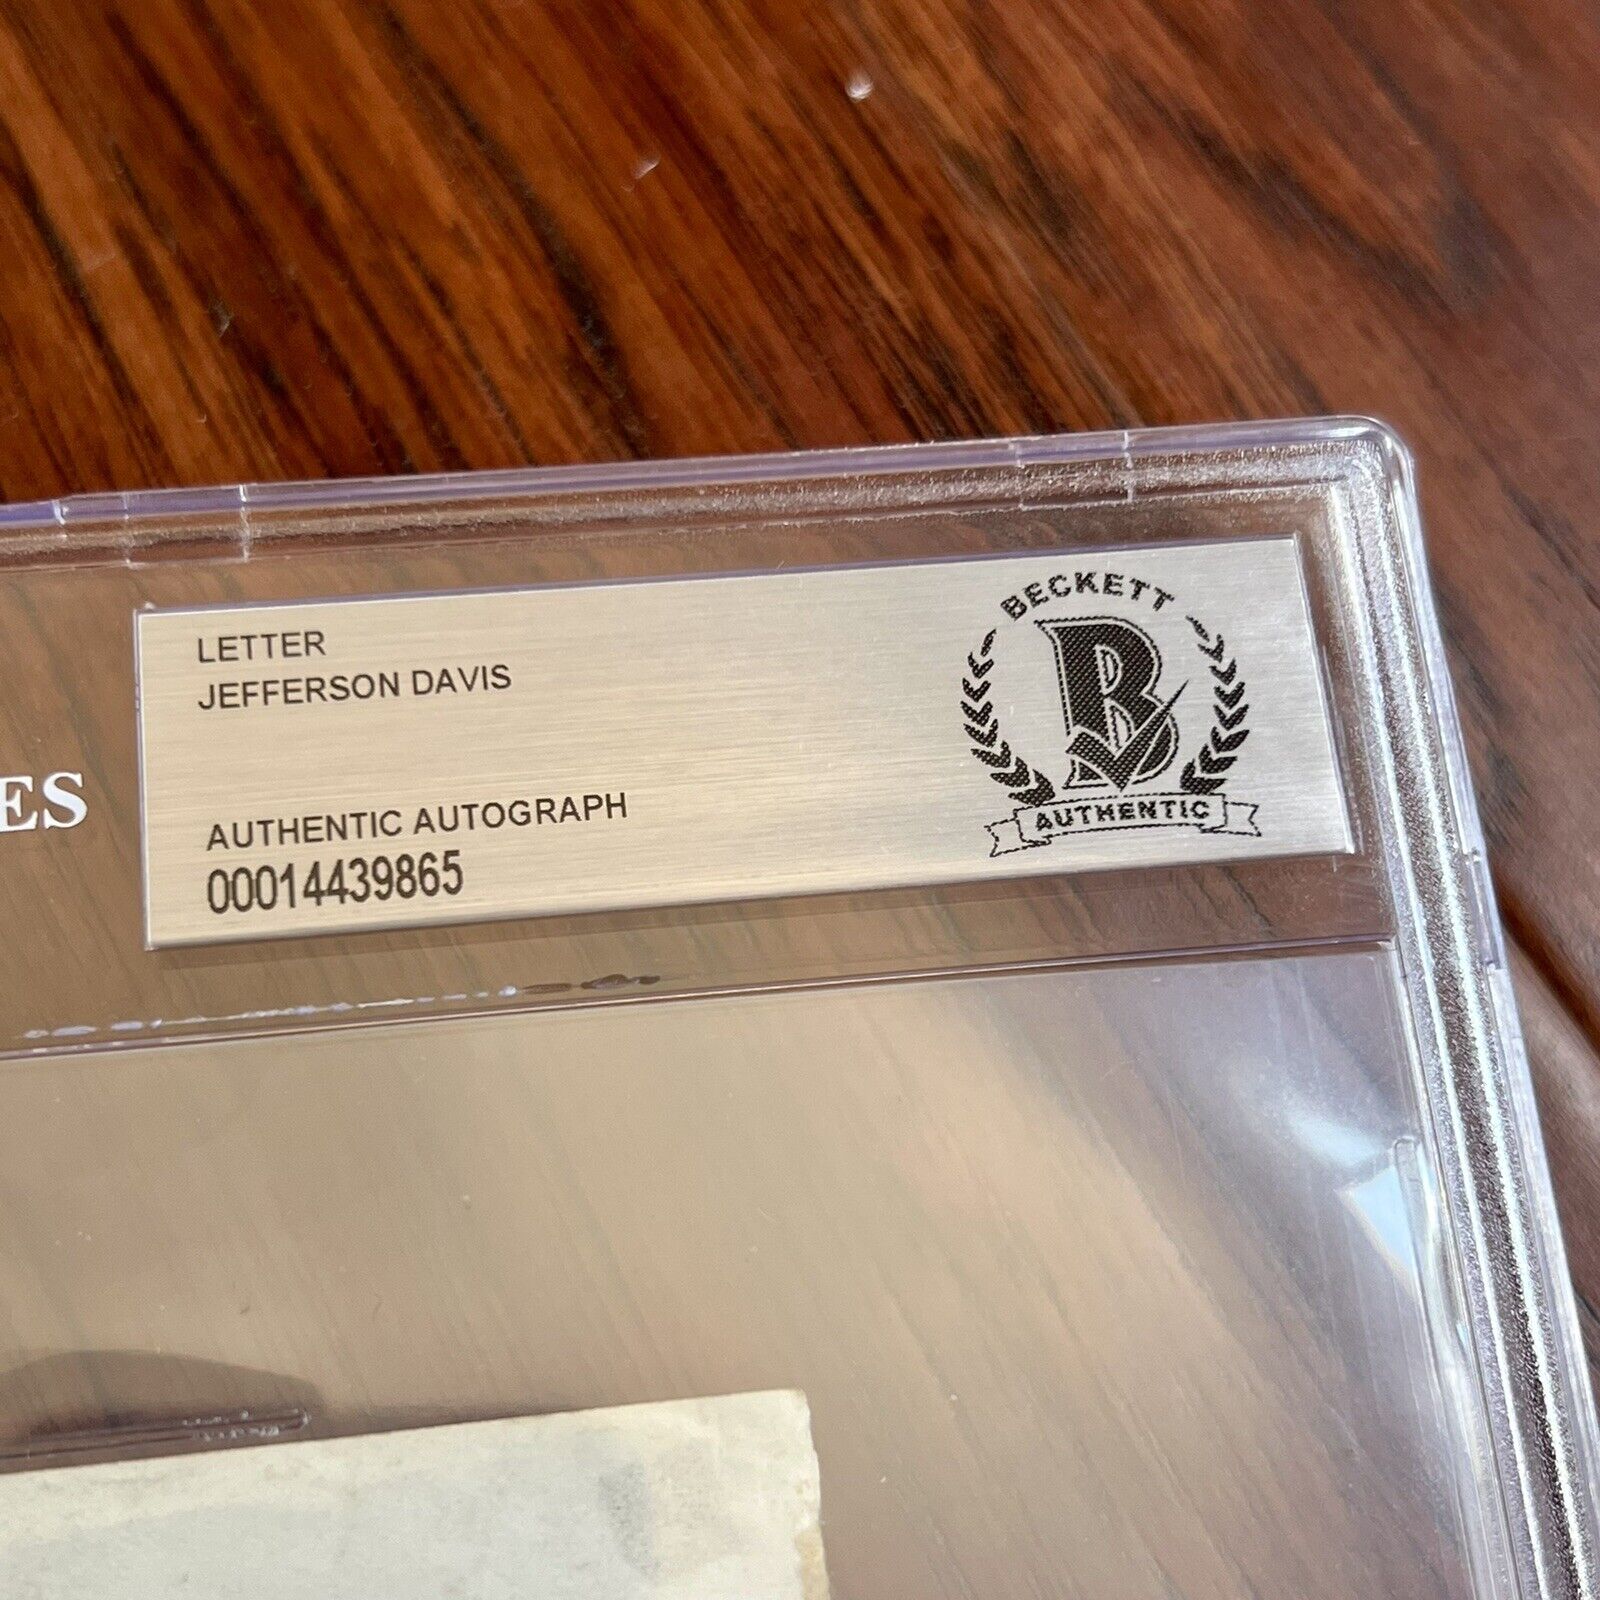 LETTER
JEFFERSON DAVIS
AUTHENTIC AUTOGRAPH
00014439865
BECKETT
B
AUTHENTIC
ES